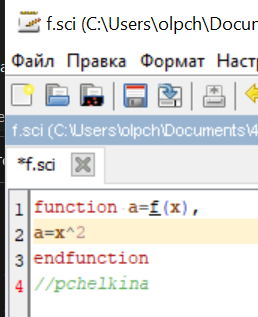 f.sci (C:\Users\olpch\Docum
Файл Правка Формат Наст
f.sci (C:\Users\olpch\Documents\4
*f.sci
1 function a=f(x),
2 a=x^2
3 endfunction
4 //pchelkina